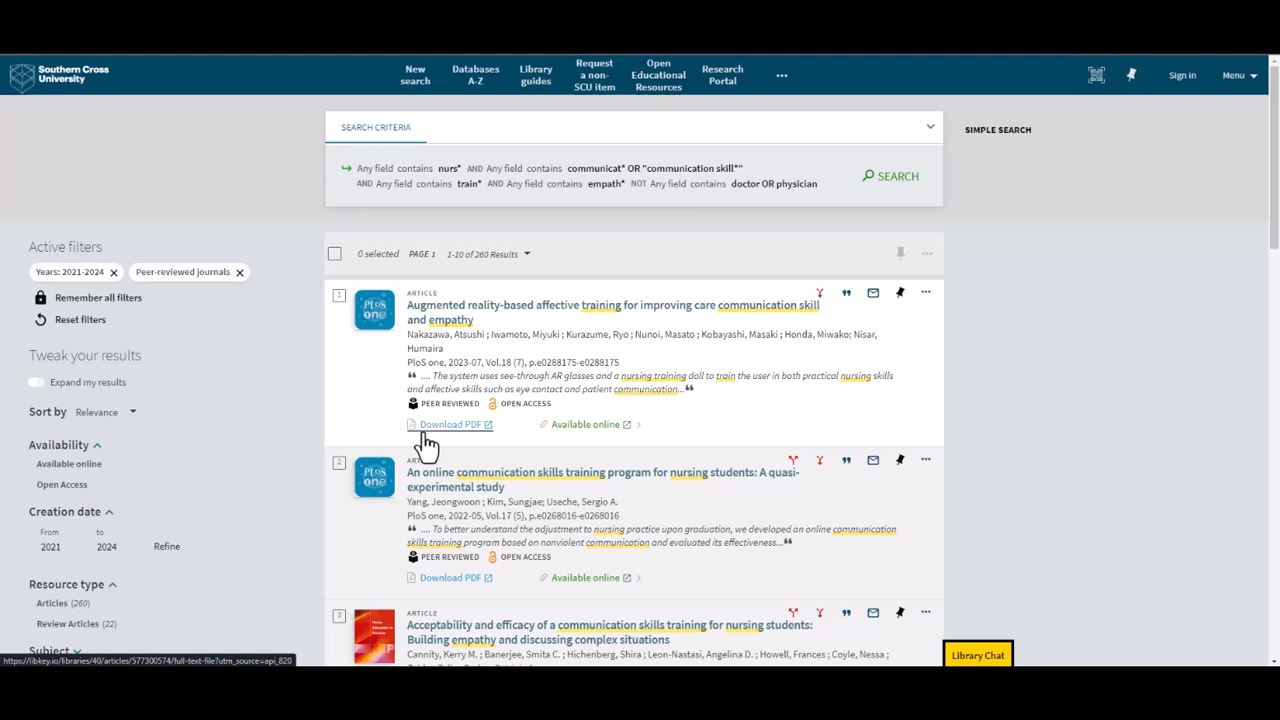 Southern Cross
University
New
search
Databases
A-Z
Library
guides
Request
a non-
SCU item
Open
Educational
Resources
Research
Portal
Sign in
Menu
SEARCH CRITERIA
SIMPLE SEARCH
Any field contains nurs* AND Any field contains communicat* OR "communication skill*"
AND Any field contains train* AND Any field contains empath* NOT Any field contains doctor OR physician
SEARCH
Active filters
Years: 2021-2024
Peer-reviewed journals
Remember all filters
Reset filters
Tweak your results
Expand my results
Sort by Relevance
Availability
Available online
Open Access
Creation date
From to
2021 2024 Refine
Resource type
Articles (260)
Review Articles (22)
Subject
0 selected PAGE 1 1-10 of 260 Results
1
ARTICLE
PLOS
one
Augmented reality-based affective training for improving care communication skill
and empathy
Nakazawa, Atsushi ; Iwamoto, Miyuki ; Kurazume, Ryo ; Nunoi, Masato ; Kobayashi, Masaki ; Honda, Miwako; Nisar,
Humaira
PloS one, 2023-07, Vol.18 (7), p.e0288175-e0288175
.... The system uses see-through AR glasses and a nursing training doll to train the user in both practical nursing skills
and affective skills such as eye contact and patient communication...
PEER REVIEWED OPEN ACCESS
Download PDF Available online
2
PLOS
one
An online communication skills training program for nursing students: A quasi-
experimental study
Yang, Jeongwoon ; Kim, Sungjae; Useche, Sergio A.
PloS one, 2022-05, Vol.17 (5), p.e0268016-e0268016
.... To better understand the adjustment to nursing practice upon graduation, we developed an online communication
skills training program based on nonviolent communication and evaluated its effectiveness...
PEER REVIEWED OPEN ACCESS
Download PDF Available online
3
ARTICLE
Acceptability and efficacy of a communication skills training for nursing students:
Building empathy and discussing complex situations
Cannity, Kerry M. ; Banerjee, Smita C. ; Hichenberg, Shira ; Leon-Nastasi, Angelina D. ; Howell, Frances ; Coyle, Nessa ;
Library Chat
https://libkey.io/libraries/40/articles/577300574/full-text-file?utm_source=api_820